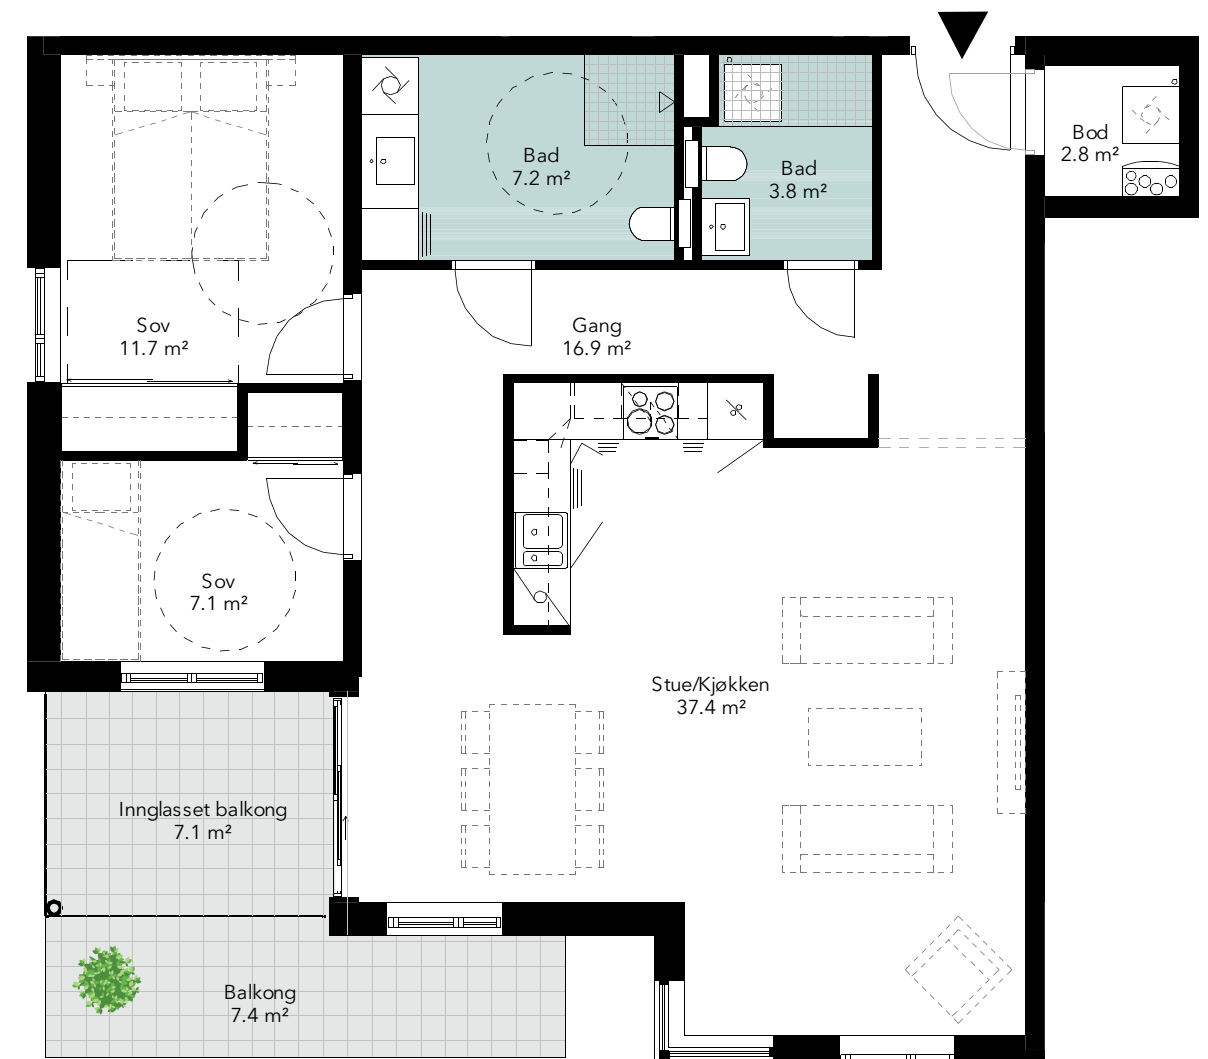 Bod
2.8 m²
Bad
7.2 m²
Bad
3.8 m²
Sov
11.7 m²
Gang
16.9 m²
Sov
7.1 m²
Stue/Kjøkken
37.4 m²
Innglasset balkong
7.1 m²
Balkong
7.4 m²